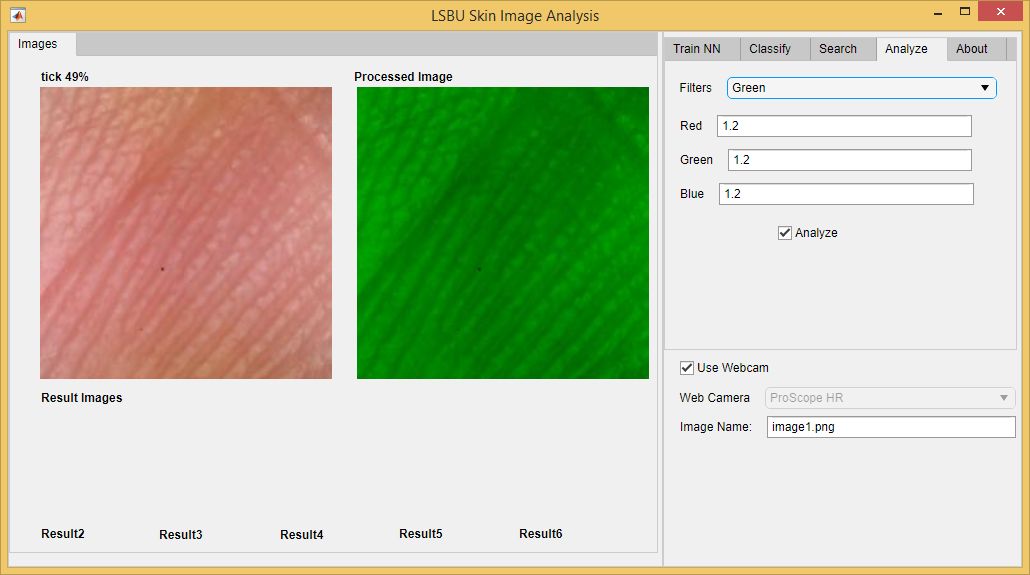 LSBU Skin Image Analysis
Images
tick 49%
Processed Image
Result Images
Result2 Result3 Result4 Result5 Result6
Train NN Classify Search Analyze About
Filters Green
Red 1.2
Green 1.2
Blue 1.2
Analyze
Use Webcam
Web Camera ProScope HR
Image Name: image1.png